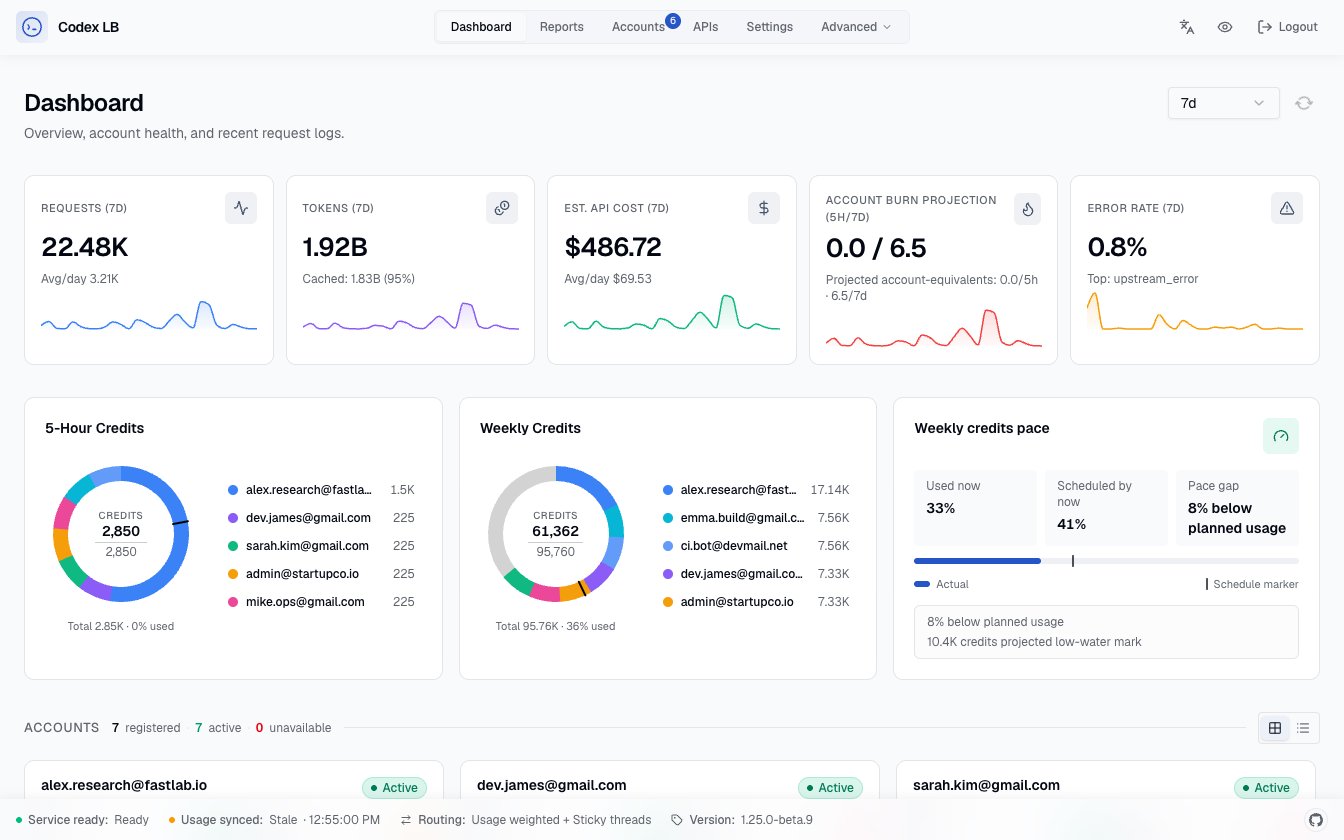 Codex LB
Dashboard
Reports
Accounts
6
APIs
Settings
Advanced
Logout
Dashboard
Overview, account health, and recent request logs.
7d
REQUESTS (7D)
22.48K
Avg/day 3.21K
TOKENS (7D)
1.92B
Cached: 1.83B (95%)
EST. API COST (7D)
$486.72
Avg/day $69.53
ACCOUNT BURN PROJECTION
(5H/7D)
0.0 / 6.5
Projected account-equivalents: 0.0/5h
· 6.5/7d
ERROR RATE (7D)
0.8%
Top: upstream_error
5-Hour Credits
CREDITS
2,850
2,850
Total 2.85K · 0% used
alex.research@fastla... 1.5K
dev.james@gmail.com 225
sarah.kim@gmail.com 225
admin@startupco.io 225
mike.ops@gmail.com 225
Weekly Credits
CREDITS
61,362
95,760
Total 95.76K · 36% used
alex.research@fast... 17.14K
emma.build@gmail.c... 7.56K
ci.bot@devmail.net 7.56K
dev.james@gmail.co... 7.33K
admin@startupco.io 7.33K
Weekly credits pace
Used now
33%
Scheduled by
now
41%
Pace gap
8% below
planned usage
Actual
Schedule marker
8% below planned usage
10.4K credits projected low-water mark
ACCOUNTS 7 registered · 7 active · 0 unavailable
alex.research@fastlab.io
Active
dev.james@gmail.com
Active
sarah.kim@gmail.com
Active
Service ready: Ready
Usage synced: Stale · 12:55:00 PM
Routing: Usage weighted + Sticky threads
Version: 1.25.0-beta.9